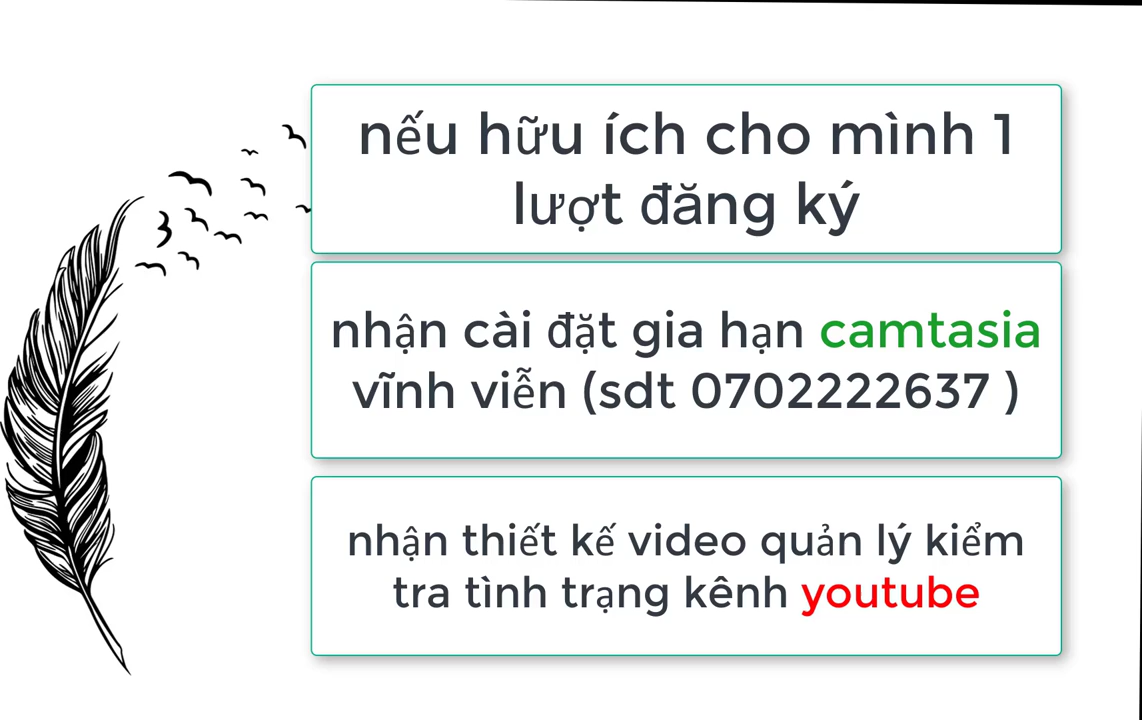 nếu hữu ích cho mình 1
lượt đăng ký
nhận cài đặt gia hạn camtasia
vĩnh viễn (sdt 0702222637 )
nhận thiết kế video quản lý kiểm
tra tình trạng kênh youtube